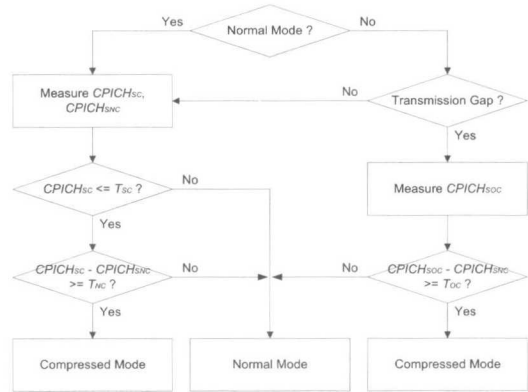 Yes
Normal Mode ?
No
Measure CPICHSC,
CPICHSNC
No
Transmission Gap ?
Yes
CPICHSC <= TSC ?
No
Measure CPICHSOC
Yes
CPICHSC - CPICHSNC
>= TNC ?
No
No
CPICHSOC - CPICHSNC
>= TOC ?
Yes
Yes
Compressed Mode
Normal Mode
Compressed Mode